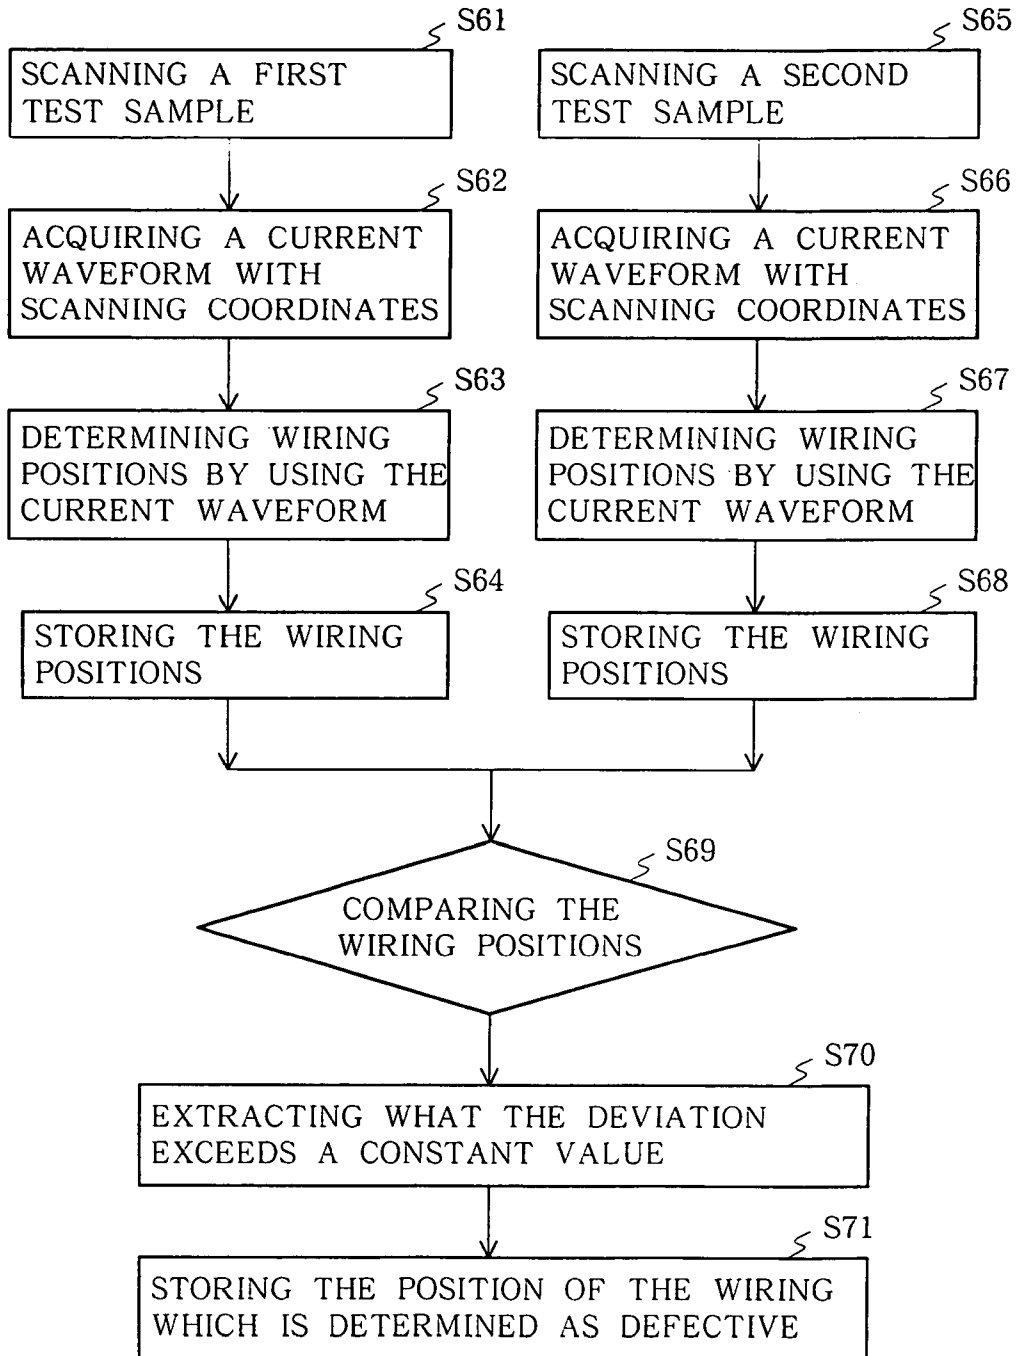 S61
SCANNING A FIRST
TEST SAMPLE
S62
ACQUIRING A CURRENT
WAVEFORM WITH
SCANNING COORDINATES
S63
DETERMINING WIRING
POSITIONS BY USING THE
CURRENT WAVEFORM
S64
STORING THE WIRING
POSITIONS
S65
SCANNING A SECOND
TEST SAMPLE
S66
ACQUIRING A CURRENT
WAVEFORM WITH
SCANNING COORDINATES
S67
DETERMINING WIRING
POSITIONS BY USING THE
CURRENT WAVEFORM
S68
STORING THE WIRING
POSITIONS
S69
COMPARING THE
WIRING POSITIONS
S70
EXTRACTING WHAT THE DEVIATION
EXCEEDS A CONSTANT VALUE
S71
STORING THE POSITION OF THE WIRING
WHICH IS DETERMINED AS DEFECTIVE